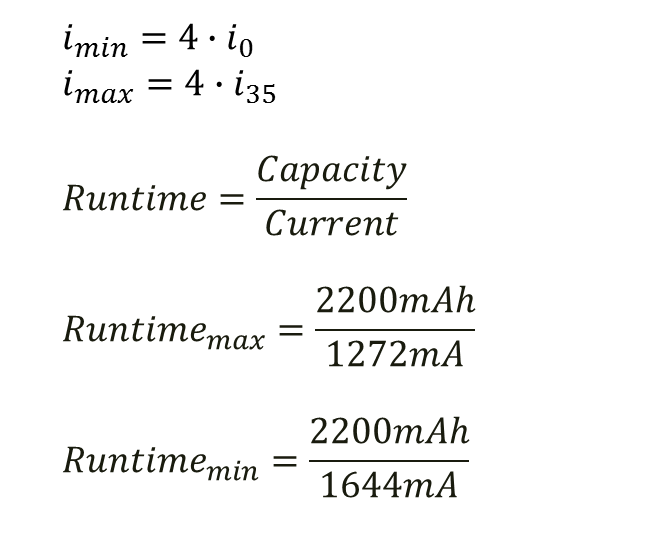 i_min = 4 · i_0
i_max = 4 · i_35
Runtime = Capacity / Current
Runtime_max = 2200mAh / 1272mA
Runtime_min = 2200mAh / 1644mA